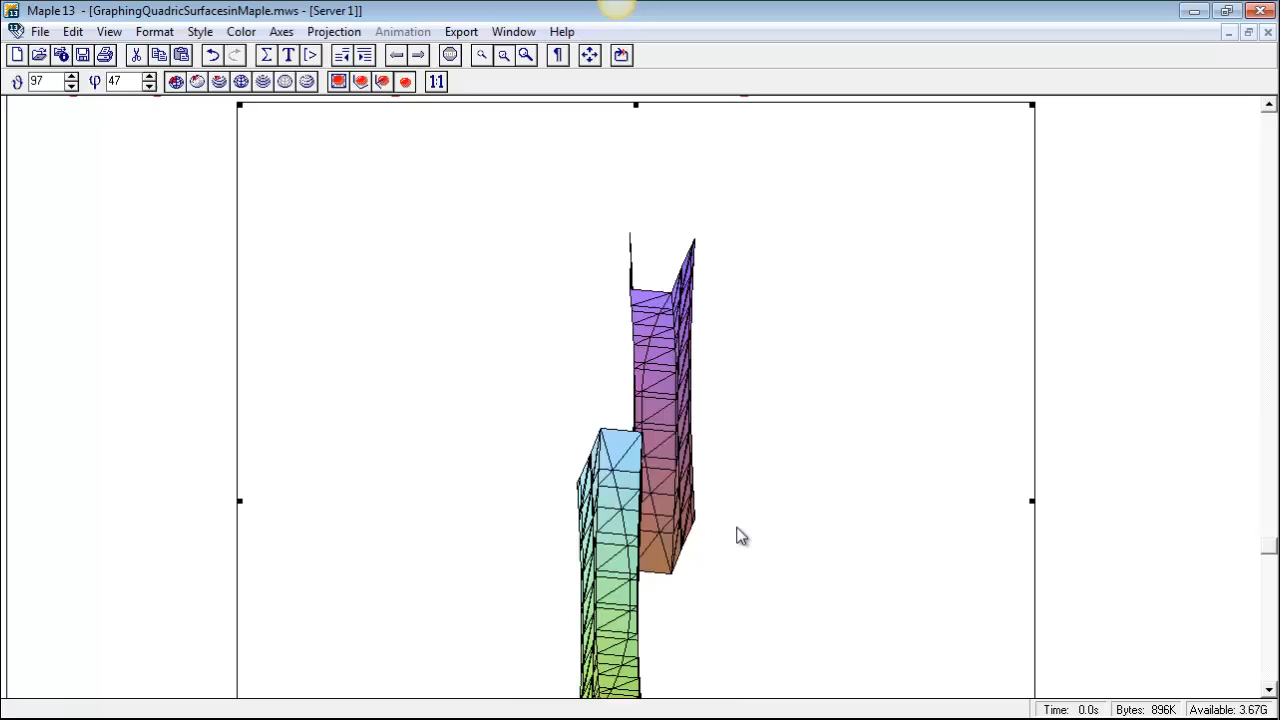 Maple 13 - [GraphingQuadricSurfacesinMaple.mws - [Server 1]]
File Edit View Format Style Color Axes Projection Animation Export Window Help
Σ T [>
ϑ 97 φ 47 1:1
Time: 0.0s Bytes: 896K Available: 3.67G